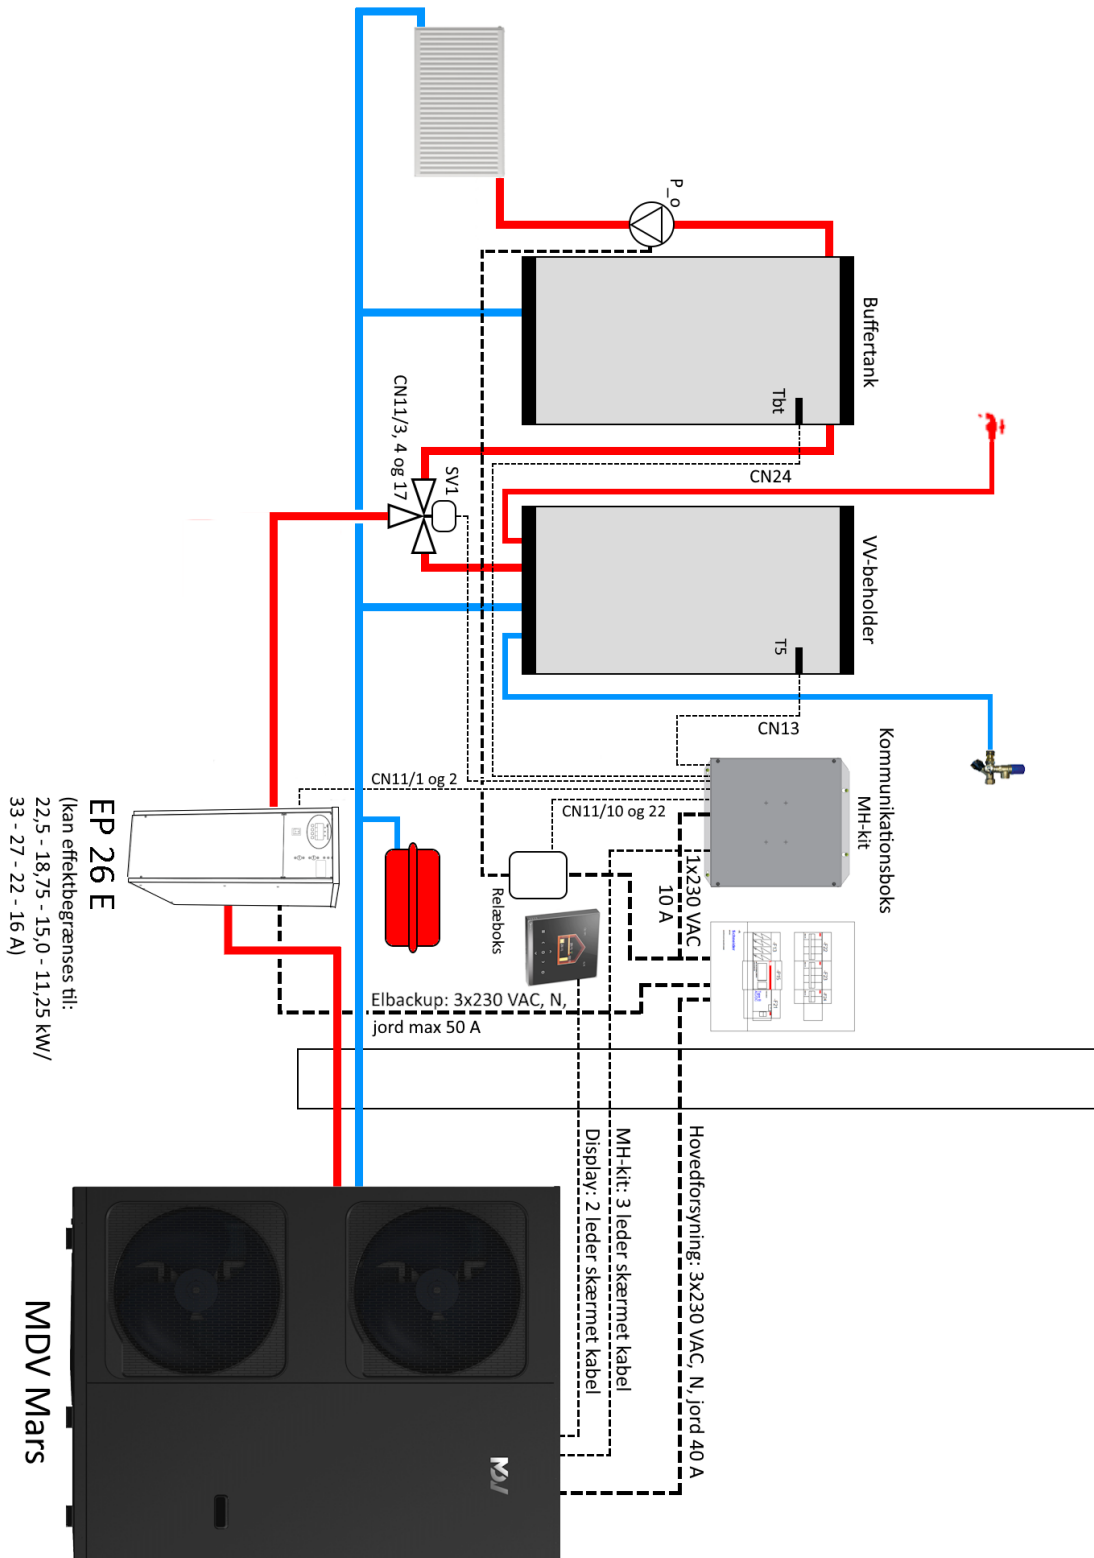 P_o
Buffertank
Tbt
CN24
CN11/3, 4 og 17
SV1
VV-beholder
T5
CN13
Kommunikationsboks
MH-kit
CN11/1 og 2
CN11/10 og 22
1x230 VAC
10 A
Relæboks
EP 26 E
(kan effektbegrænses til:
22,5 - 18,75 - 15,0 - 11,25 kW/
33 - 27 - 22 - 16 A)
Elbackup: 3x230 VAC, N,
jord max 50 A
Hovedforsyning: 3x230 VAC, N, jord 40 A
MH-kit: 3 leder skærmet kabel
Display: 2 leder skærmet kabel
MDV
MDV Mars